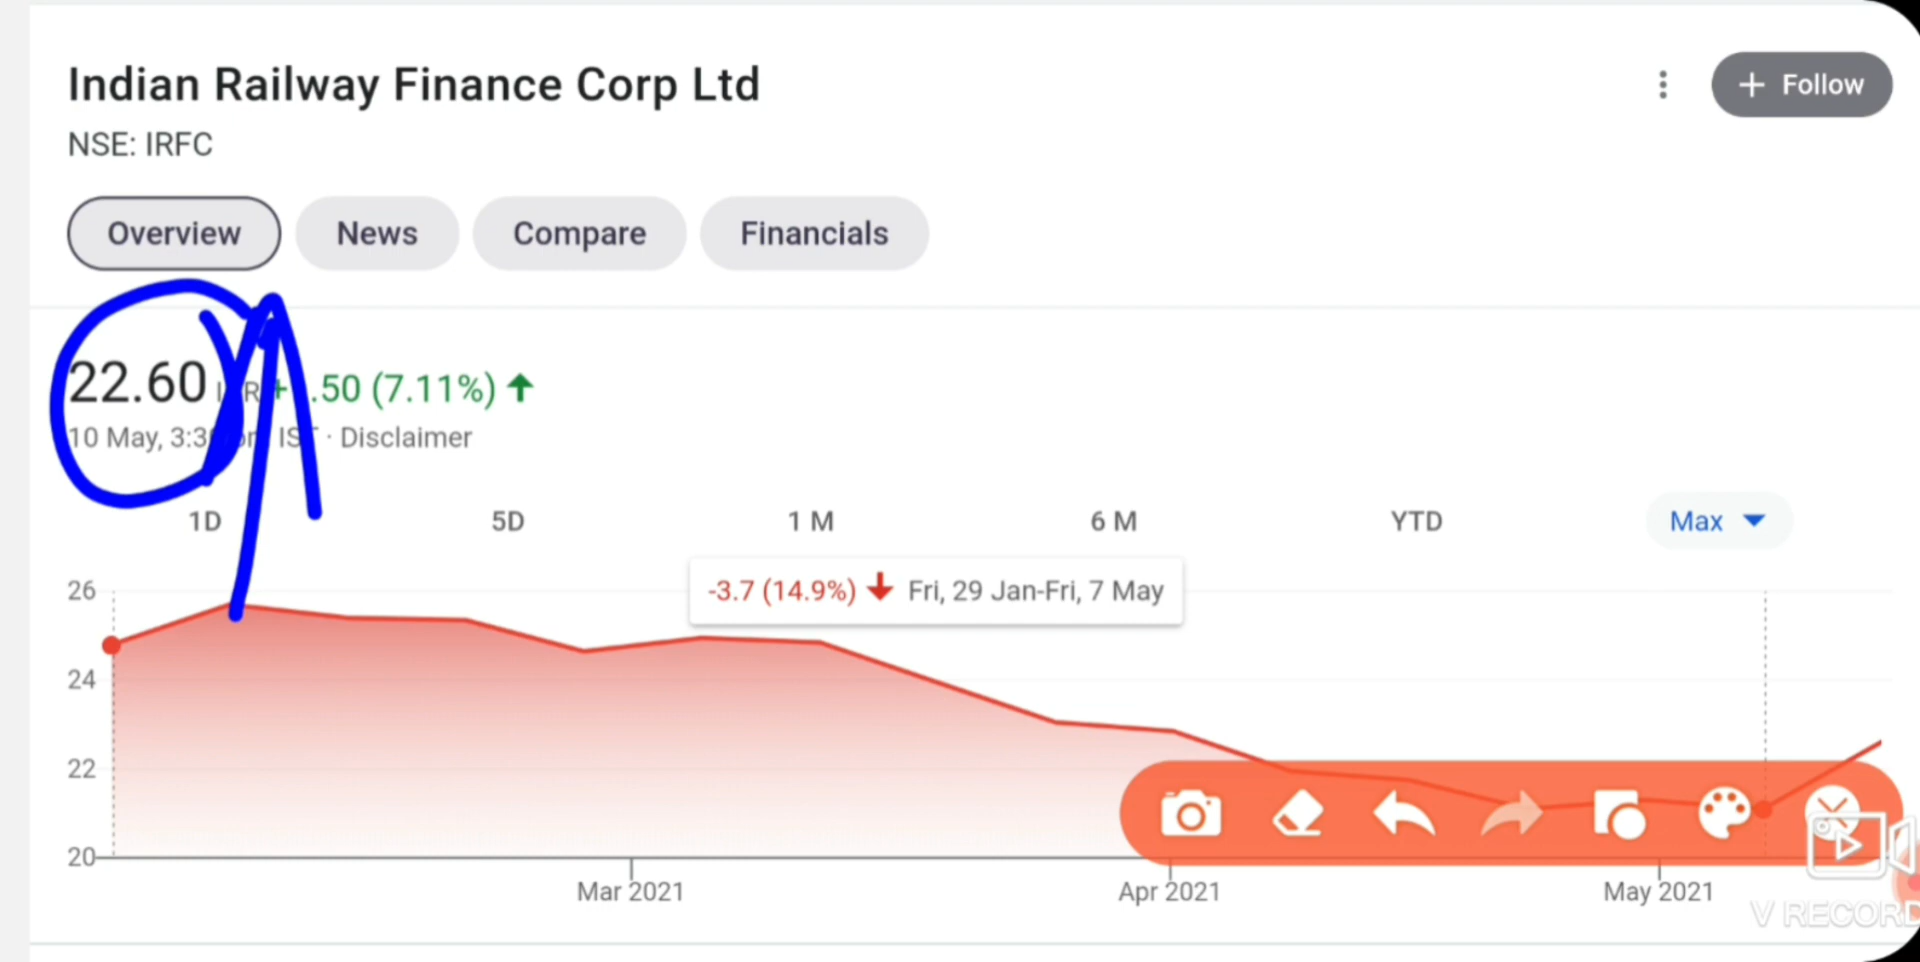 Indian Railway Finance Corp Ltd
+ Follow
NSE: IRFC
Overview News Compare Financials
22.60 .50 (7.11%)
10 May, 3:3 IST · Disclaimer
1D 5D 1 M 6 M YTD Max
-3.7 (14.9%) Fri, 29 Jan-Fri, 7 May
26
24
22
20
Mar 2021 Apr 2021 May 2021
V RECORD